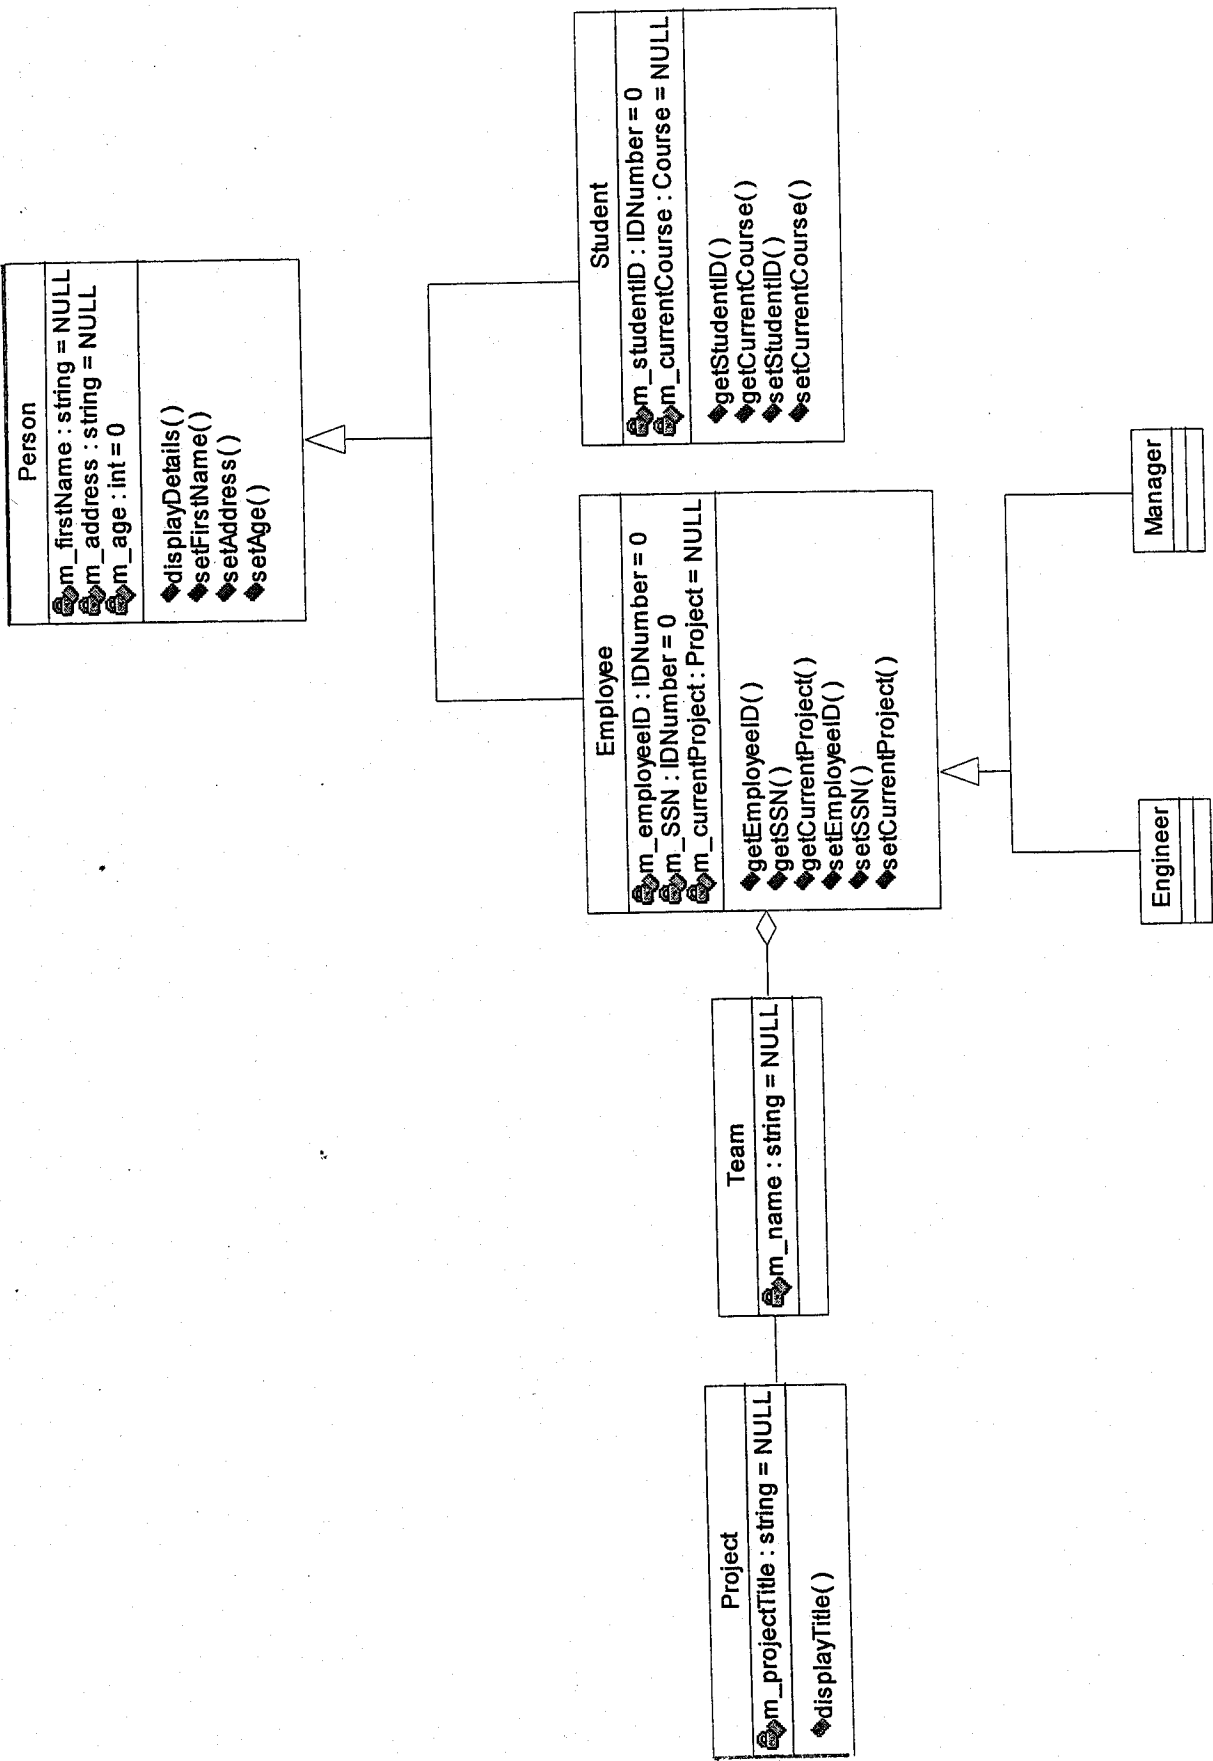 Person
m_firstName : string = NULL
m_address : string = NULL
m_age : int = 0
displayDetails( )
setFirstName( )
setAddress( )
setAge( )
Employee
m_employeeID : IDNumber = 0
m_SSN : IDNumber = 0
m_currentProject : Project = NULL
getEmployeeID( )
getSSN( )
getCurrentProject( )
setEmployeeID( )
setSSN( )
setCurrentProject( )
Student
m_studentID : IDNumber = 0
m_currentCourse : Course = NULL
getStudentID( )
getCurrentCourse( )
setStudentID( )
setCurrentCourse( )
Project
m_projectTitle : string = NULL
displayTitle( )
Team
m_name : string = NULL
Engineer
Manager